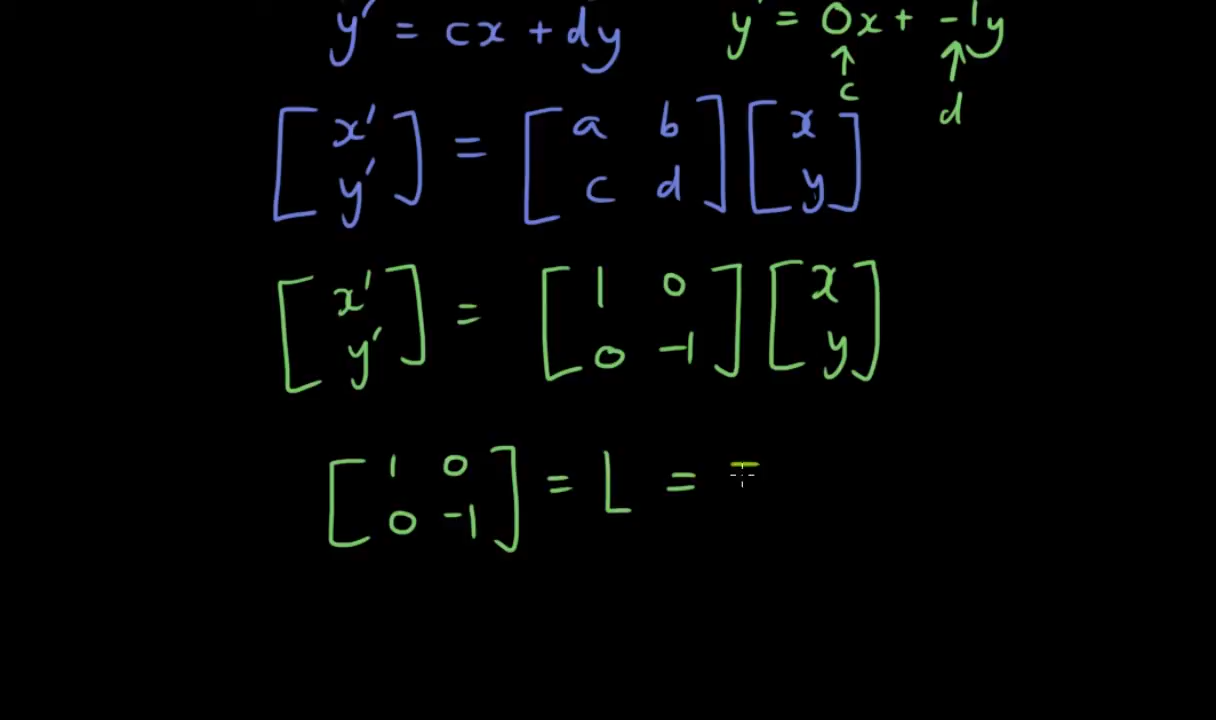 y' = cx + dy y' = 0x + -1y
↑ ↑
c d
[x' y'] = [a b c d] [x y]
[x' y'] = [1 0 0 -1] [x y]
[1 0 0 -1] = L =